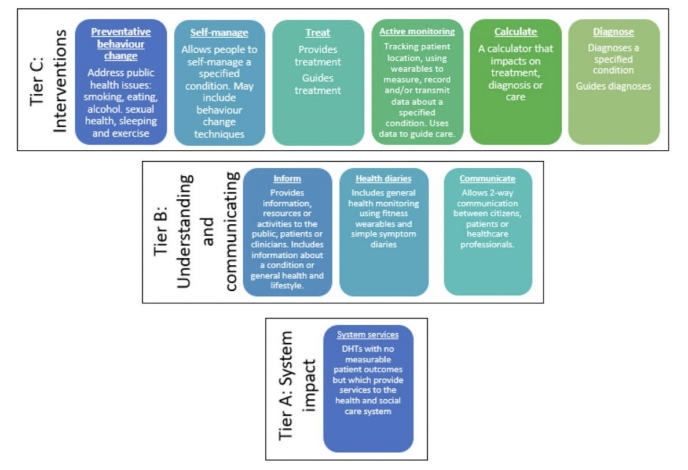 Tier C:
Interventions
Preventative
behaviour
change
Address public
health issues:
smoking, eating,
alcohol. sexual
health, sleeping
and exercise
Self-manage
Allows people to
self-manage a
specified
condition. May
include
behaviour
change
techniques
Treat
Provides
treatment
Guides
treatment
Active monitoring
Tracking patient
location, using
wearables to
measure, record
and/or transmit
data about a
specified
condition. Uses
data to guide care.
Calculate
A calculator that
impacts on
treatment,
diagnosis or
care
Diagnose
Diagnoses a
specified
condition
Guides diagnoses
Tier B:
Understanding
and
communicating
Inform
Provides
information,
resources or
activities to the
public, patients or
clinicians. Includes
information about
a condition or
general health and
lifestyle.
Health diaries
Includes general
health monitoring
using fitness
wearables and
simple symptom
diaries
Communicate
Allows 2-way
communication
between citizens,
patients or
healthcare
professionals.
Tier A: System
impact
System services
DHTs with no
measurable
patient outcomes
but which provide
services to the
health and social
care system